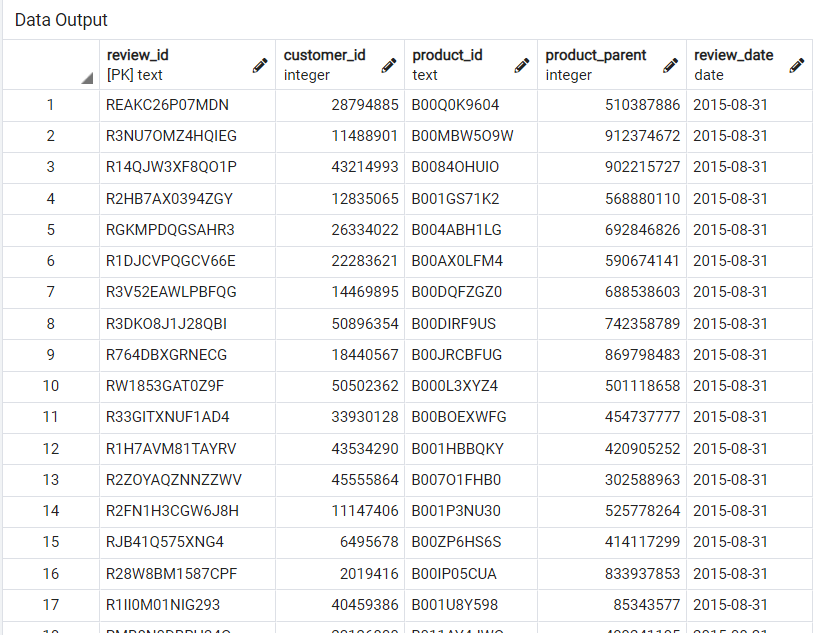 Data Output
review_id customer_id product_id product_parent review_date
[PK] text integer text integer date
1 REAKC26P07MDN 28794885 B00Q0K9604 510387886 2015-08-31
2 R3NU7OMZ4HQIEG 11488901 B00MBW5O9W 912374672 2015-08-31
3 R14QJW3XF8QO1P 43214993 B0084OHUIO 902215727 2015-08-31
4 R2HB7AX0394ZGY 12835065 B001GS71K2 568880110 2015-08-31
5 RGKMPDQGSAHR3 26334022 B004ABH1LG 692846826 2015-08-31
6 R1DJCVPQGCV66E 22283621 B00AX0LFM4 590674141 2015-08-31
7 R3V52EAWLPBFQG 14469895 B00DQFZGZ0 688538603 2015-08-31
8 R3DKO8J1J28QBI 50896354 B00DIRF9US 742358789 2015-08-31
9 R764DBXGRNECG 18440567 B00JRCBFUG 869798483 2015-08-31
10 RW1853GAT0Z9F 50502362 B000L3XYZ4 501118658 2015-08-31
11 R33GITXNUF1AD4 33930128 B00BOEXWFG 454737777 2015-08-31
12 R1H7AVM81TAYRV 43534290 B001HBBQKY 420905252 2015-08-31
13 R2ZOYAQZNNZZWV 45555864 B007O1FHB0 302588963 2015-08-31
14 R2FN1H3CGW6J8H 11147406 B001P3NU30 525778264 2015-08-31
15 RJB41Q575XNG4 6495678 B00ZP6HS6S 414117299 2015-08-31
16 R28W8BM1587CPF 2019416 B00IP05CUA 833937853 2015-08-31
17 R1II0M01NIG293 40459386 B001U8Y598 85343577 2015-08-31